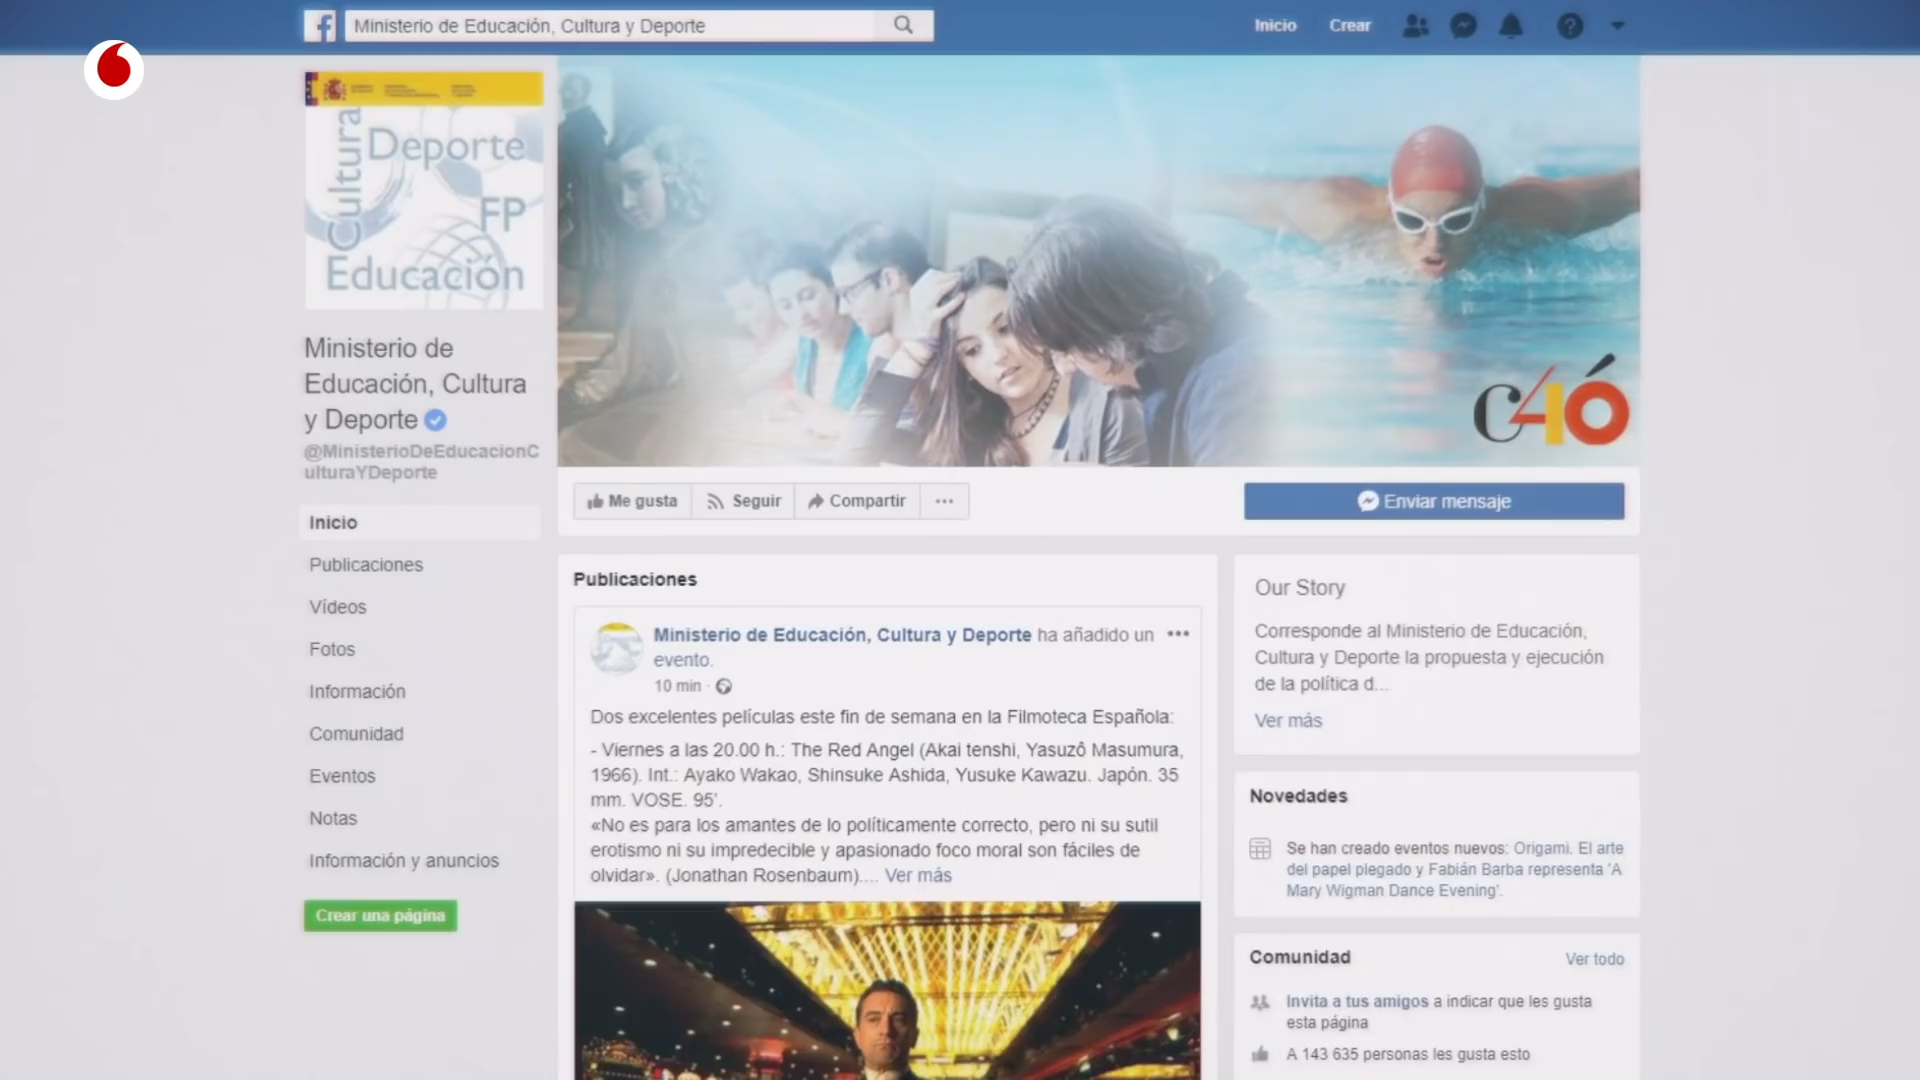 Ministerio de Educación, Cultura y Deporte
Inicio
Crear
Cultura
Deporte
FP
Educación
Ministerio de
Educación, Cultura
y Deporte
@MinisterioDeEducacionC
ulturaYDeporte
Inicio
Publicaciones
Vídeos
Fotos
Información
Comunidad
Eventos
Notas
Información y anuncios
Crear una página
c4ó
Me gusta
Seguir
Compartir
Enviar mensaje
Publicaciones
Ministerio de Educación, Cultura y Deporte ha añadido un
evento.
10 min ·
Dos excelentes películas este fin de semana en la Filmoteca Española:
- Viernes a las 20.00 h.: The Red Angel (Akai tenshi, Yasuzô Masumura,
1966). Int.: Ayako Wakao, Shinsuke Ashida, Yusuke Kawazu. Japón. 35
mm. VOSE. 95'.
«No es para los amantes de lo políticamente correcto, pero ni su sutil
erotismo ni su impredecible y apasionado foco moral son fáciles de
olvidar». (Jonathan Rosenbaum).... Ver más
Our Story
Corresponde al Ministerio de Educación,
Cultura y Deporte la propuesta y ejecución
de la política d...
Ver más
Novedades
Se han creado eventos nuevos: Origami. El arte
del papel plegado y Fabián Barba representa 'A
Mary Wigman Dance Evening'.
Comunidad
Ver todo
Invita a tus amigos a indicar que les gusta
esta página
A 143 635 personas les gusta esto